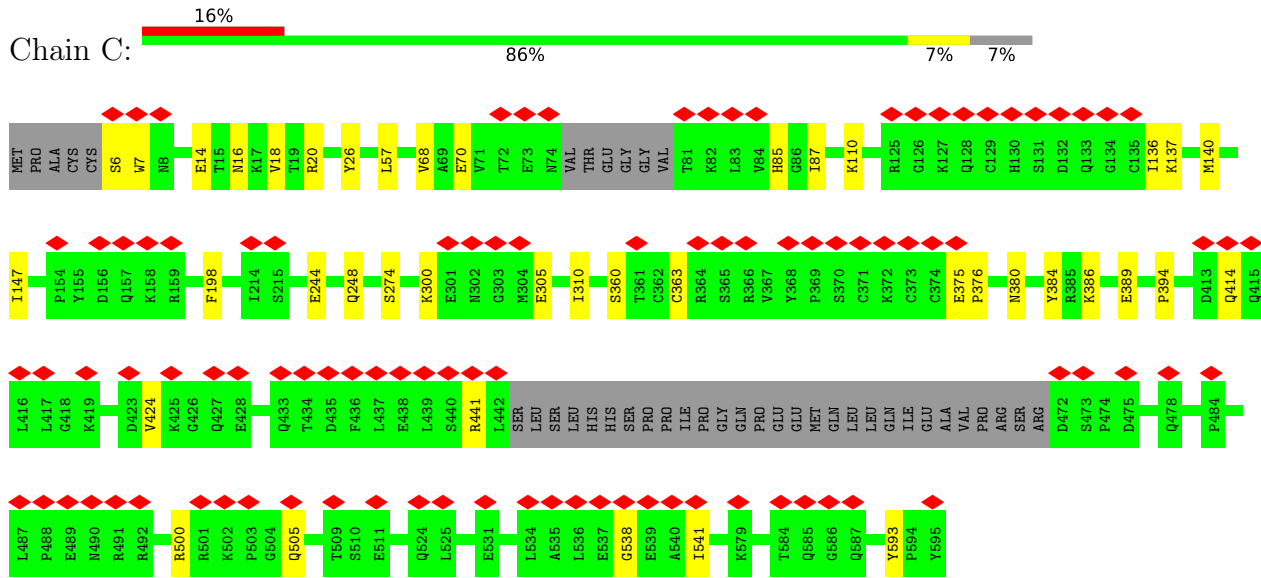 16%
Chain C:
86% 7% 7%
MET PRO ALA CYS CYS S6 W7 N8 E14 T15 N16 K17 V18 T19 R20 Y26 L57 V68 A69 E70 V71 T72 E73 N74 VAL THR GLU GLY GLY VAL T81 K82 L83 V84 H85 G86 I87 K110 R125 G126 K127 Q128 C129 H130 S131 D132 Q133 G134 C135 I136 K137 M140
I147 P154 Y155 D156 Q157 K158 R159 F198 I214 S215 E244 Q248 S274 K300 E301 N302 G303 M304 E305 I310 S360 T361 C362 C363 R364 S365 R366 V367 Y368 P369 S370 C371 K372 C373 C374 E375 P376 N380 Y384 R385 K386 E389 P394 D413 Q414 Q415
L416 L417 G418 K419 D423 V424 K425 G426 Q427 E428 Q433 T434 D435 F436 L437 E438 L439 S440 R441 L442 SER LEU SER LEU HIS HIS SER PRO PRO ILE PRO GLY GLN PRO GLU GLU MET GLN LEU LEU GLN ILE GLU ALA VAL PRO ARG SER ARG D472 S473 P474 D475 Q478 P484
L487 P488 E489 N490 R491 R492 R500 R501 K502 P503 G504 Q505 T509 S510 E511 Q524 L525 E531 L534 A535 L536 E537 G538 E539 A540 I541 K579 T584 Q585 G586 Q587 Y593 P594 Y595